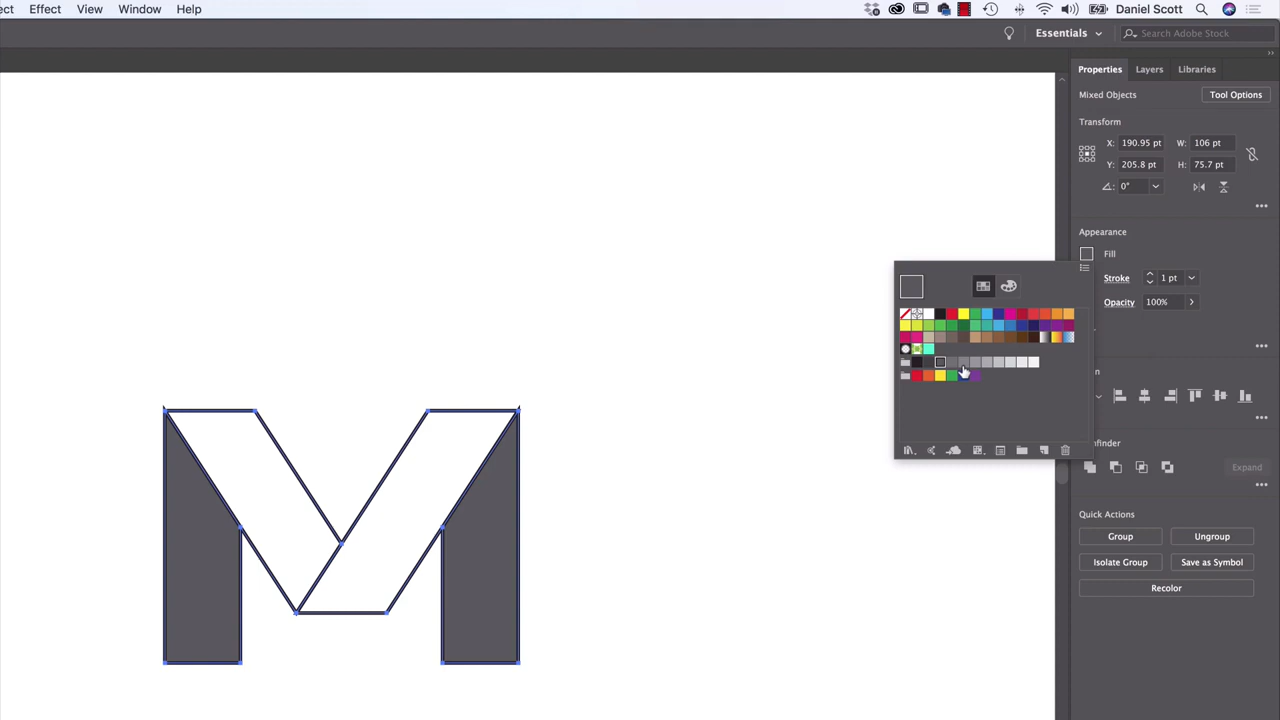 ect Effect View Window Help Daniel Scott
Essentials Search Adobe Stock
Properties Layers Libraries
Mixed Objects Tool Options
Transform
X: 190.95 pt W: 106 pt
Y: 205.8 pt H: 75.7 pt
0°
Appearance
Fill
Stroke 1 pt
Opacity 100%
n
athfinder
Expand
Quick Actions
Group Ungroup
Isolate Group Save as Symbol
Recolor
M